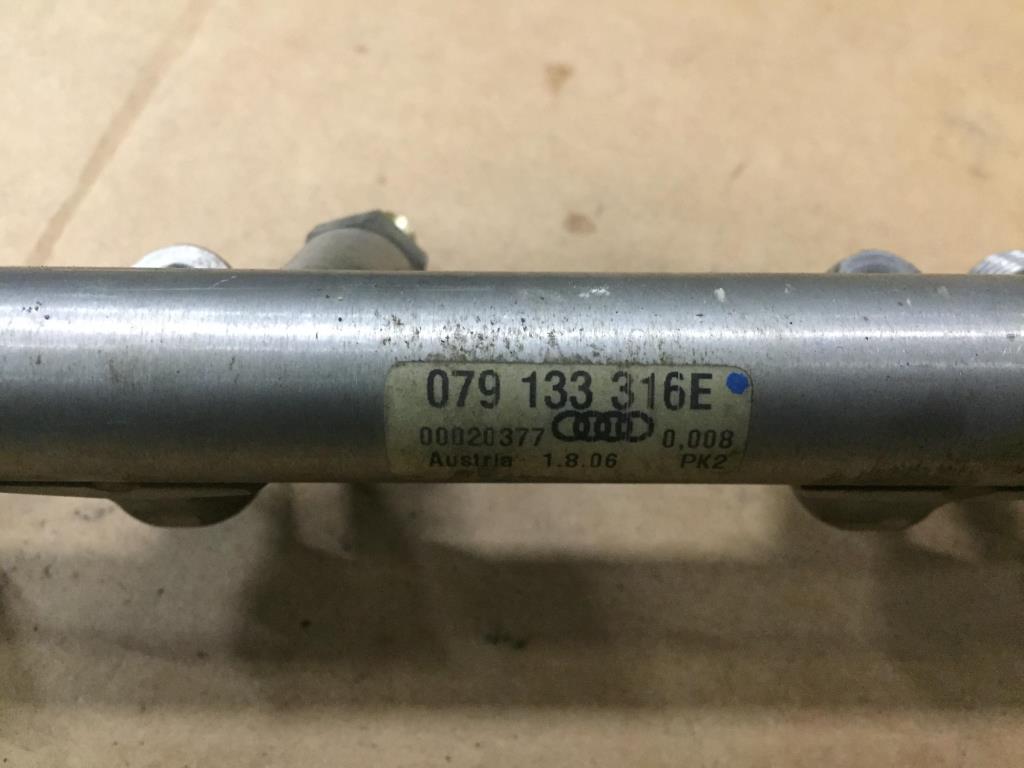 079 133 316E
00020377 0,008
Austria 1.8.06 PK2